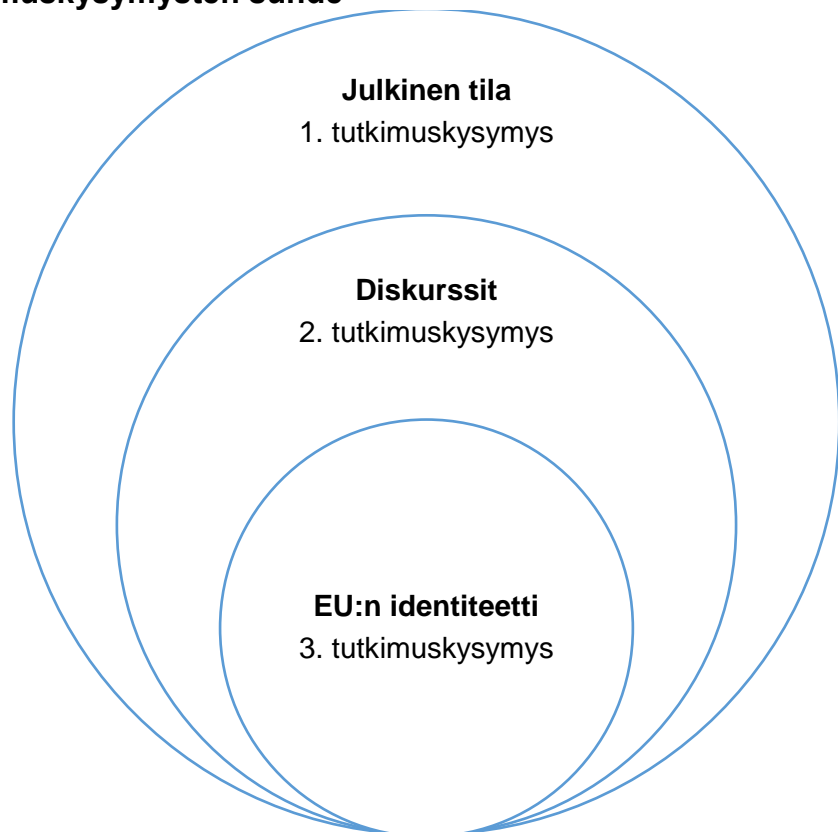 Julkinen tila
1. tutkimuskysymys
Diskurssit
2. tutkimuskysymys
EU:n identiteetti
3. tutkimuskysymys